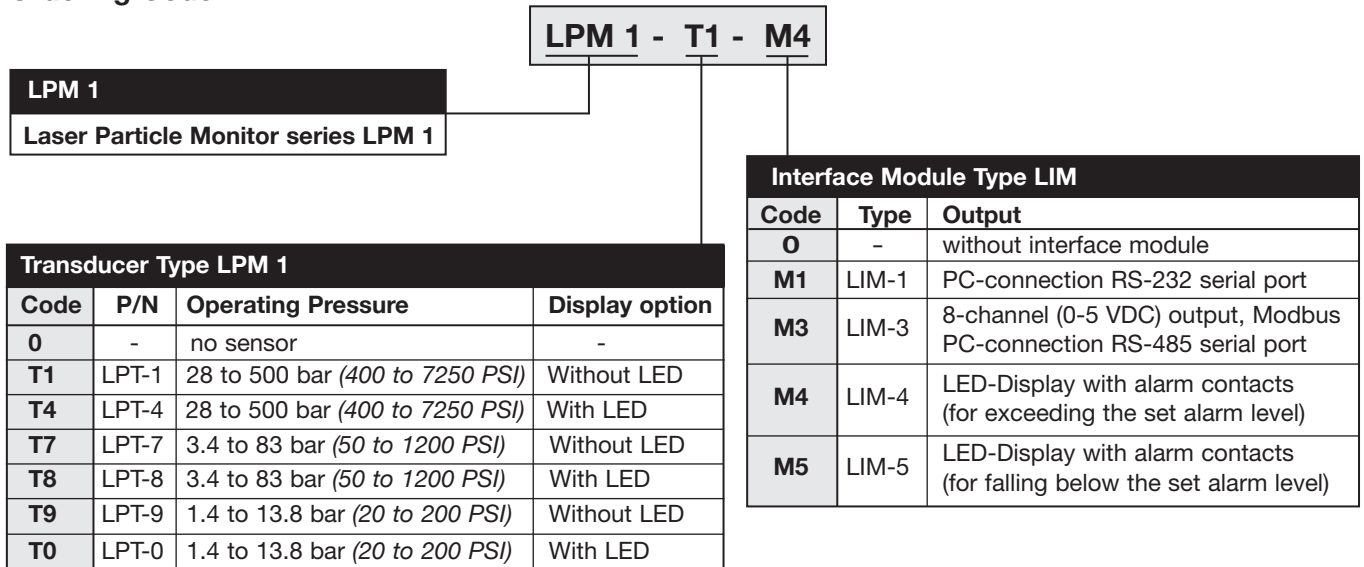 LPM 1 - T1 - M4
LPM 1
Laser Particle Monitor series LPM 1
Transducer Type LPM 1
Code P/N Operating Pressure Display option
0 - no sensor -
T1 LPT-1 28 to 500 bar (400 to 7250 PSI) Without LED
T4 LPT-4 28 to 500 bar (400 to 7250 PSI) With LED
T7 LPT-7 3.4 to 83 bar (50 to 1200 PSI) Without LED
T8 LPT-8 3.4 to 83 bar (50 to 1200 PSI) With LED
T9 LPT-9 1.4 to 13.8 bar (20 to 200 PSI) Without LED
T0 LPT-0 1.4 to 13.8 bar (20 to 200 PSI) With LED
Interface Module Type LIM
Code Type Output
O - without interface module
M1 LIM-1 PC-connection RS-232 serial port
M3 LIM-3 8-channel (0-5 VDC) output, Modbus
PC-connection RS-485 serial port
M4 LIM-4 LED-Display with alarm contacts
(for exceeding the set alarm level)
M5 LIM-5 LED-Display with alarm contacts
(for falling below the set alarm level)